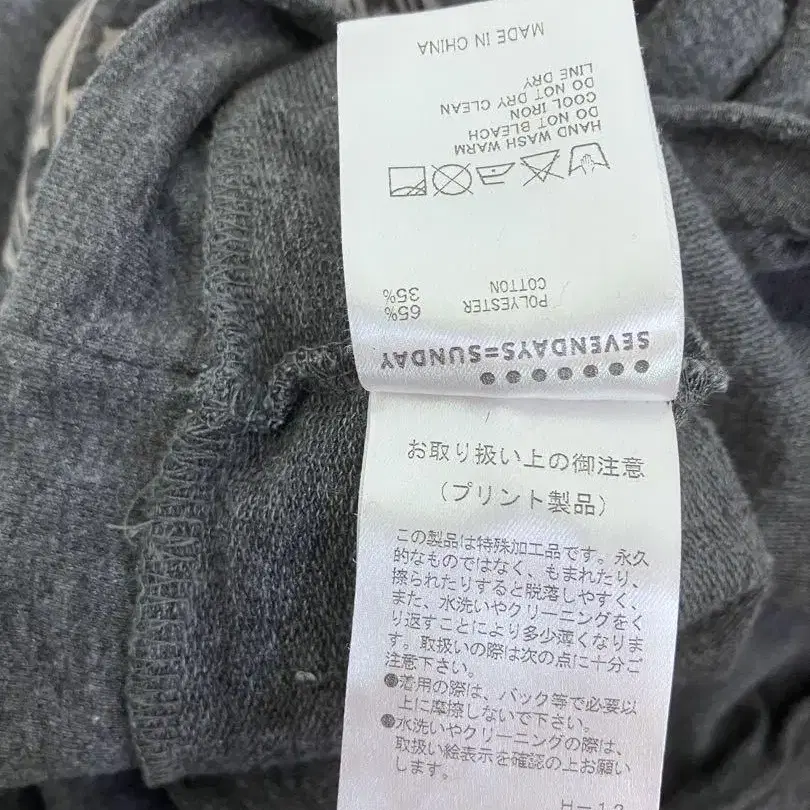 SEVENDAYS=SUNDAY
POLYESTER 65%
COTTON 35%
HAND WASH WARM
DO NOT BLEACH
COOL IRON
DO NOT DRY CLEAN
LINE DRY
MADE IN CHINA
お取り扱い上の御注意
(プリント製品)
この製品は特殊加工品です。永久
的なものではなく、もまれたり、
擦られたりすると脱落しやすく、
また、水洗いやクリーニングをく
り返すことにより多少薄くなりま
す。取扱いの際は次の点に十分ご
注意下さい。
●着用の際は、バック等で必要以
上に摩擦しないで下さい。
●水洗いやクリーニングの際は、
取扱い絵表示を確認の上お願い
します。